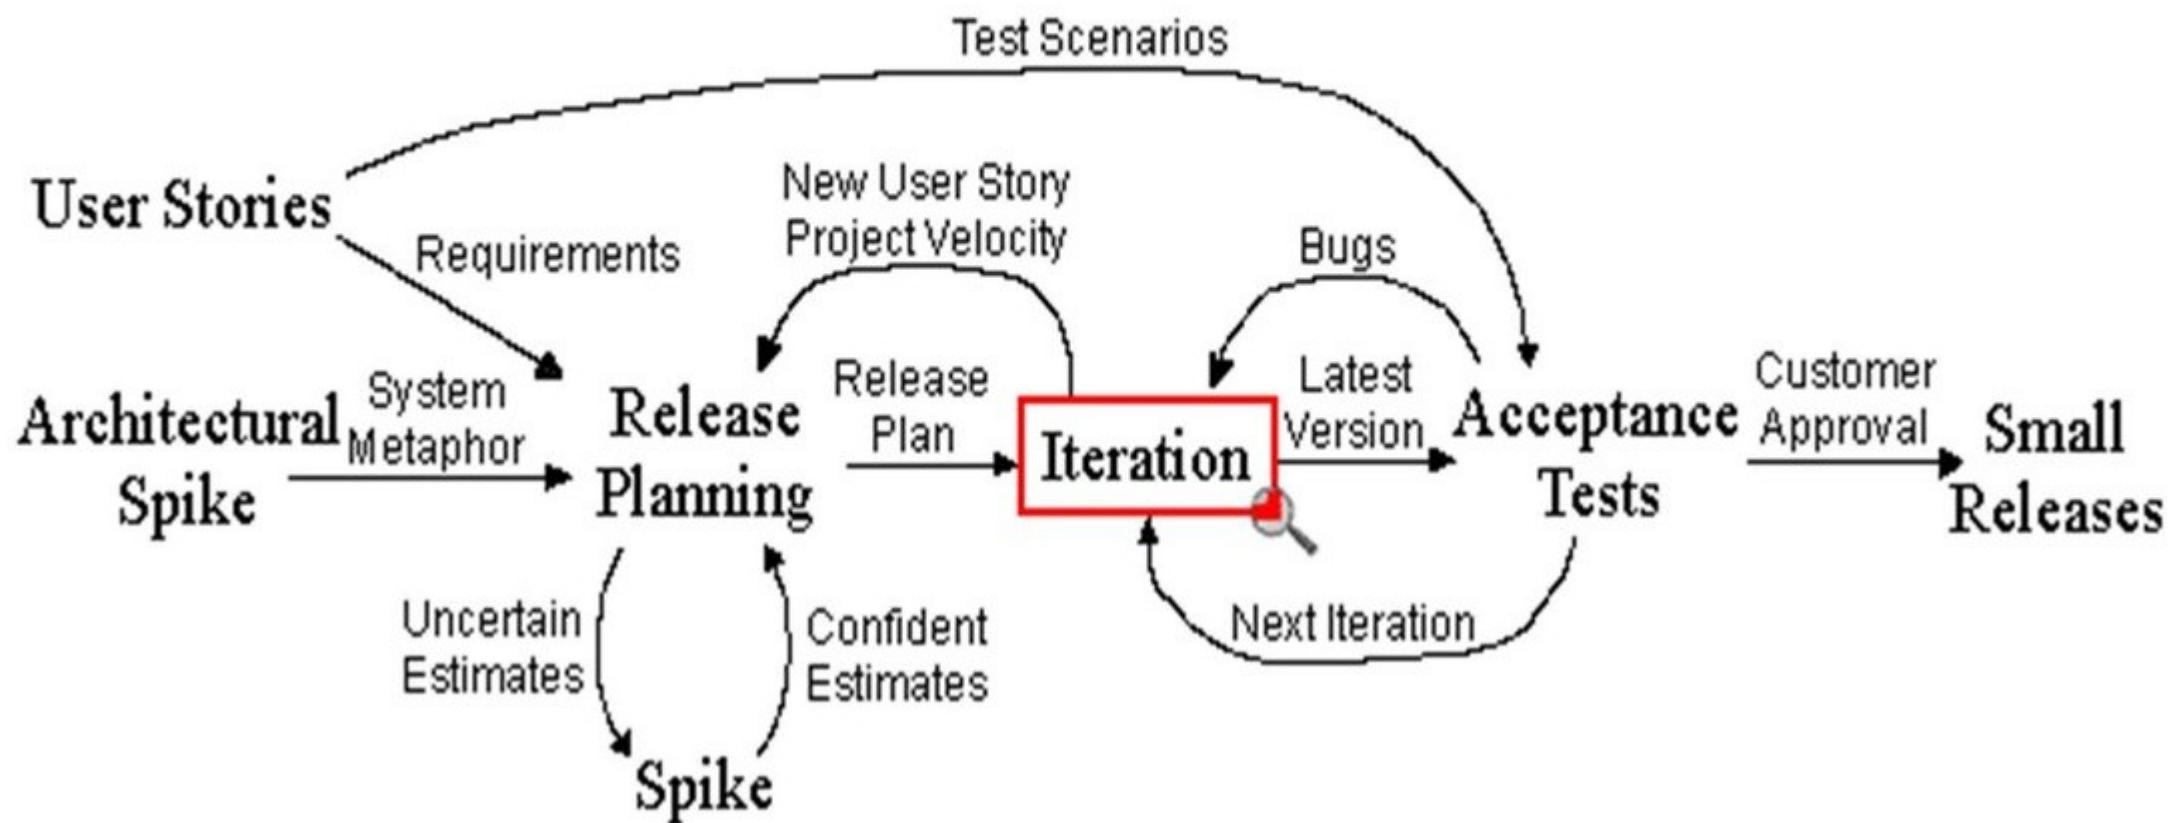 Test Scenarios
User Stories
Requirements
New User Story
Project Velocity
Bugs
Architectural
Spike
System
Metaphor
Release
Planning
Release
Plan
Iteration
Latest
Version
Acceptance
Tests
Customer
Approval
Small
Releases
Uncertain
Estimates
Confident
Estimates
Next Iteration
Spike